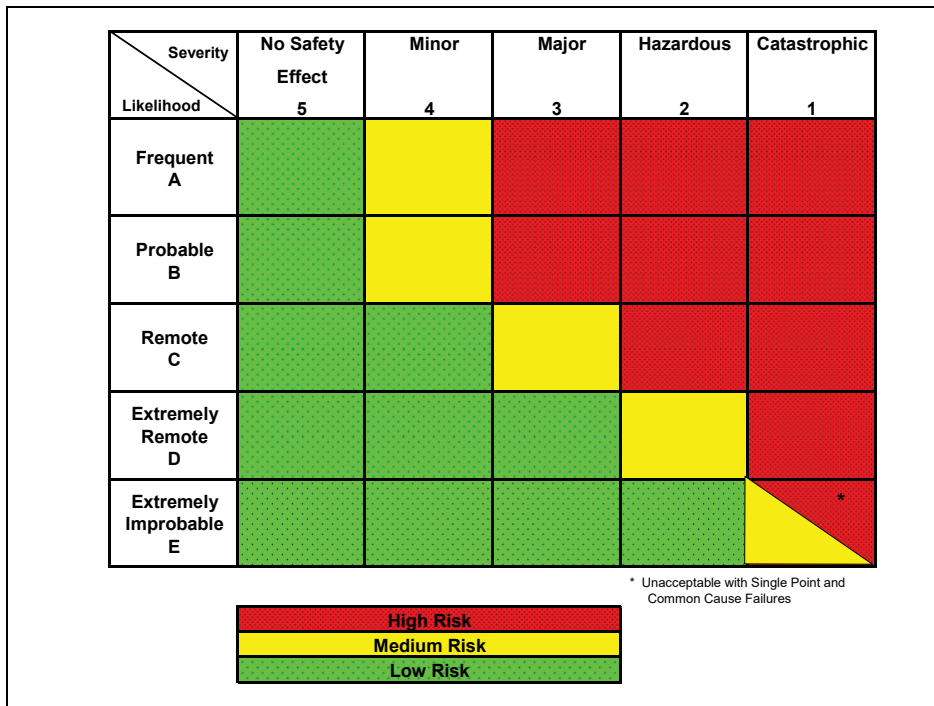 Severity
Likelihood
No Safety
Effect
5
Minor
4
Major
3
Hazardous
2
Catastrophic
1
Frequent
A
Probable
B
Remote
C
Extremely
Remote
D
Extremely
Improbable
E
*
* Unacceptable with Single Point and
Common Cause Failures
High Risk
Medium Risk
Low Risk